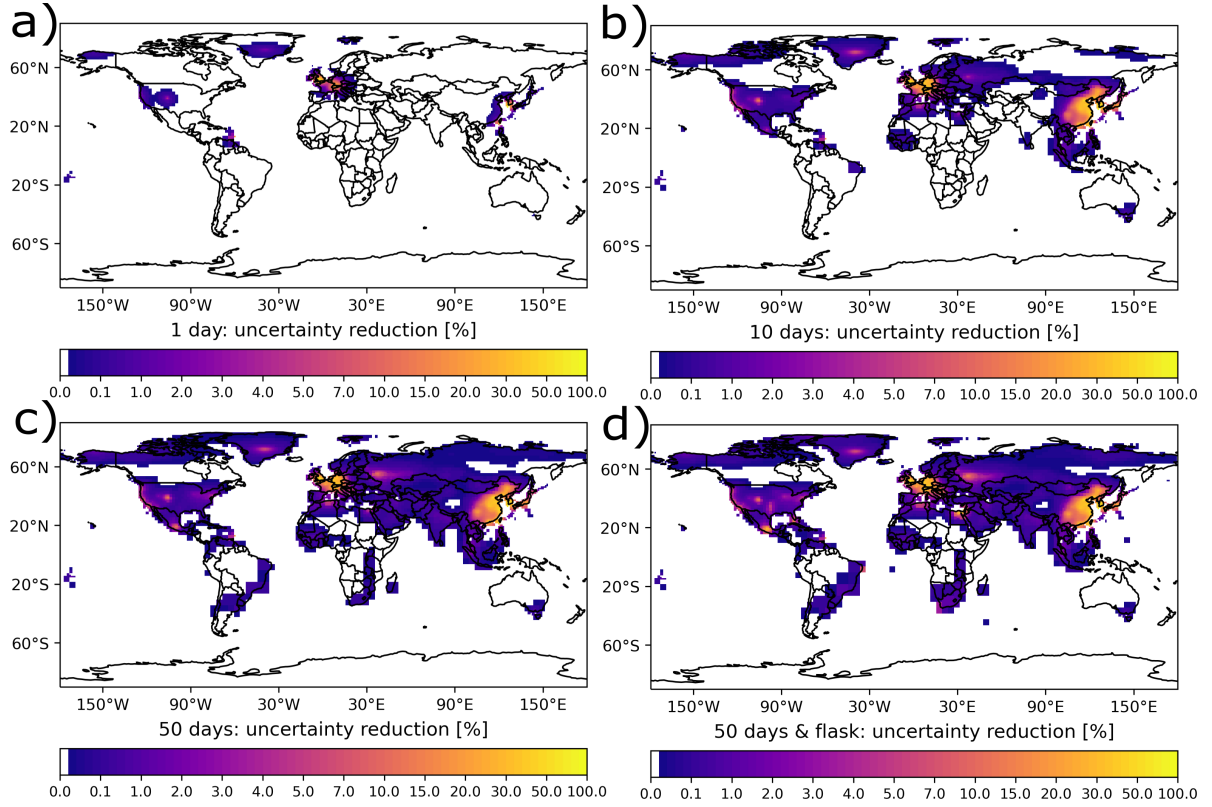 a)
60°N
20°N
20°S
60°S
150°W 90°W 30°W 30°E 90°E 150°E
1 day: uncertainty reduction [%]
0.0 0.1 1.0 2.0 3.0 4.0 5.0 7.0 10.0 15.0 20.0 30.0 50.0 100.0
b)
60°N
20°N
20°S
60°S
150°W 90°W 30°W 30°E 90°E 150°E
10 days: uncertainty reduction [%]
0.0 0.1 1.0 2.0 3.0 4.0 5.0 7.0 10.0 15.0 20.0 30.0 50.0 100.0
c)
60°N
20°N
20°S
60°S
150°W 90°W 30°W 30°E 90°E 150°E
50 days: uncertainty reduction [%]
0.0 0.1 1.0 2.0 3.0 4.0 5.0 7.0 10.0 15.0 20.0 30.0 50.0 100.0
d)
60°N
20°N
20°S
60°S
150°W 90°W 30°W 30°E 90°E 150°E
50 days & flask: uncertainty reduction [%]
0.0 0.1 1.0 2.0 3.0 4.0 5.0 7.0 10.0 15.0 20.0 30.0 50.0 100.0